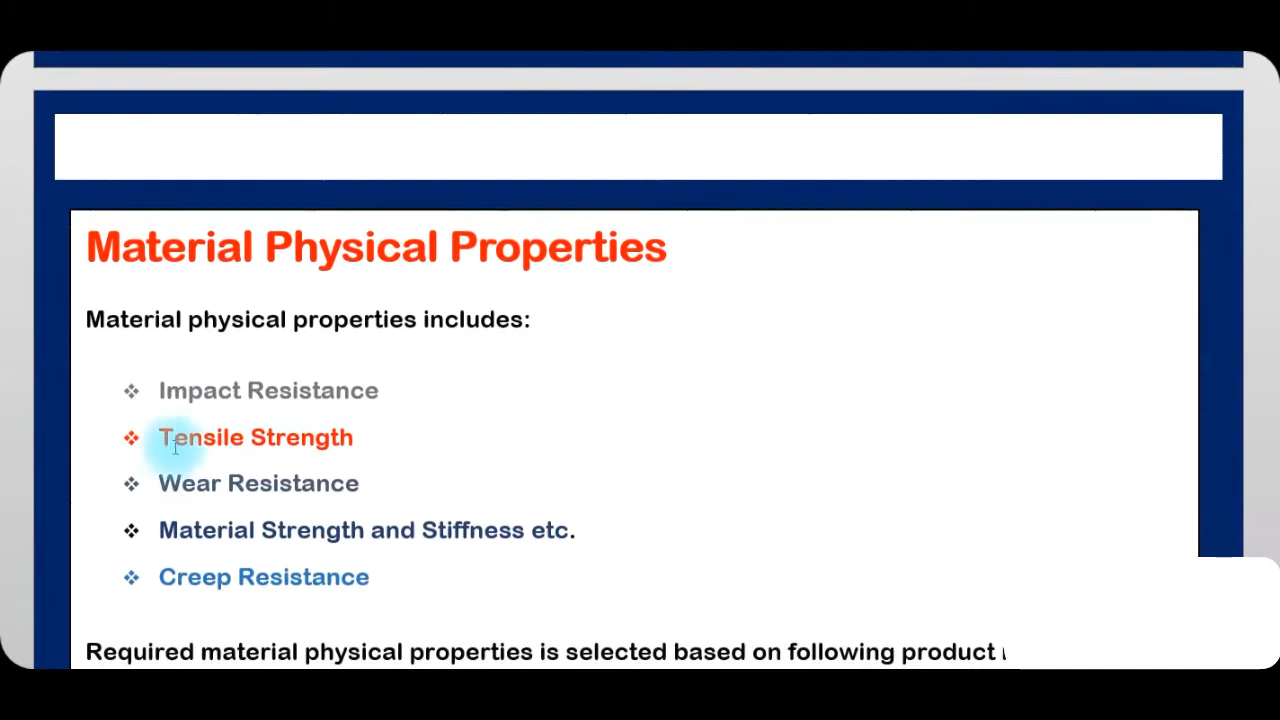 Material Physical Properties
Material physical properties includes:
❖ Impact Resistance
❖ Tensile Strength
❖ Wear Resistance
❖ Material Strength and Stiffness etc.
❖ Creep Resistance
Required material physical properties is selected based on following product